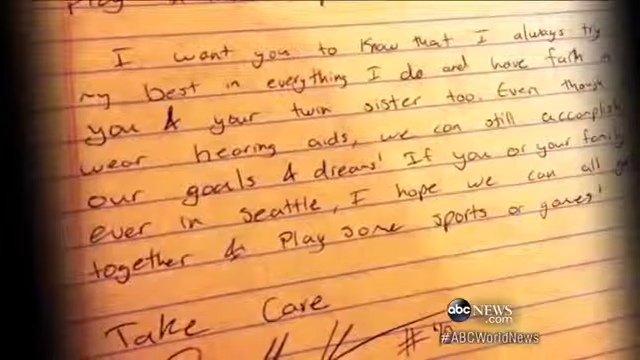 I want you to know that I always try
my best in everything I do and have faith in
you & your twin sister too. Even though
wear hearing aids, we can still accomplish
our goals & dreams! If you or your family
ever in Seattle, I hope we can all
together & play some sports or games!
Take Care
abc NEWS
.com
#ABCWorldNews